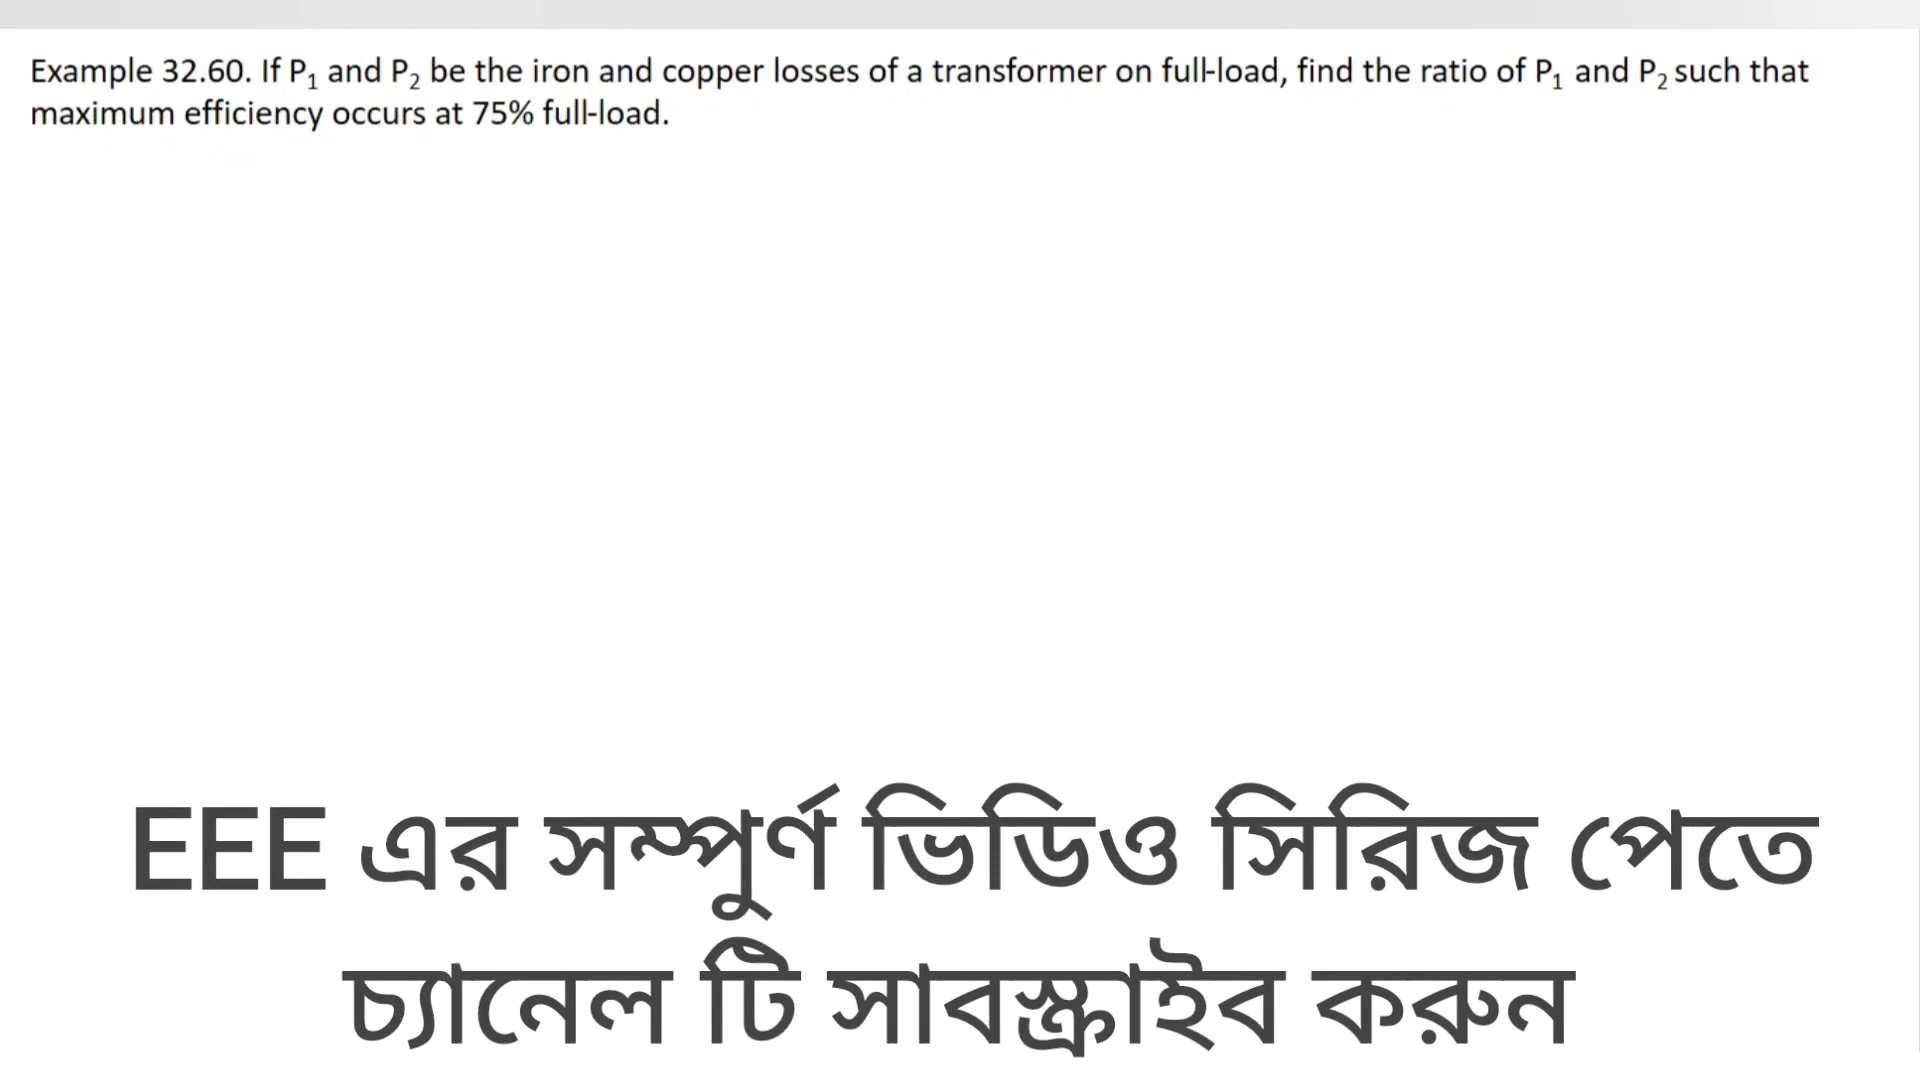 Example 32.60. If P₁ and P₂ be the iron and copper losses of a transformer on full-load, find the ratio of P₁ and P₂ such that
maximum efficiency occurs at 75% full-load.
EEE এর সম্পুর্ণ ভিডিও সিরিজ পেতে
চ্যানেল টি সাবস্ক্রাইব করুন